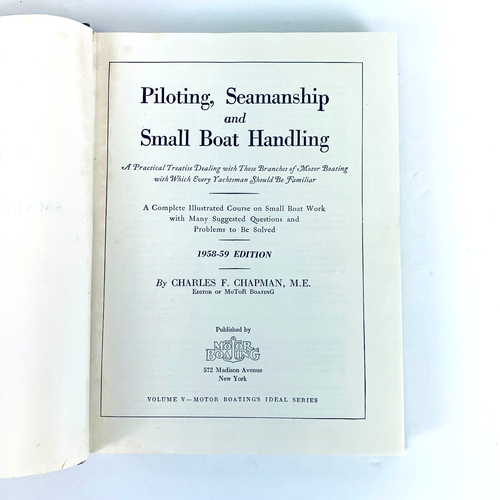 Piloting, Seamanship
and
Small Boat Handling
A Practical Treatise Dealing with Those Branches of Motor Boating
with Which Every Yachtsman Should Be Familiar
A Complete Illustrated Course on Small Boat Work
with Many Suggested Questions and
Problems to Be Solved
1958-59 EDITION
By CHARLES F. CHAPMAN, M.E.
EDITOR OF MOTOR BOATING
Published by
MOTOR
BOATING
572 Madison Avenue
New York
VOLUME V—MOTOR BOATING'S IDEAL SERIES